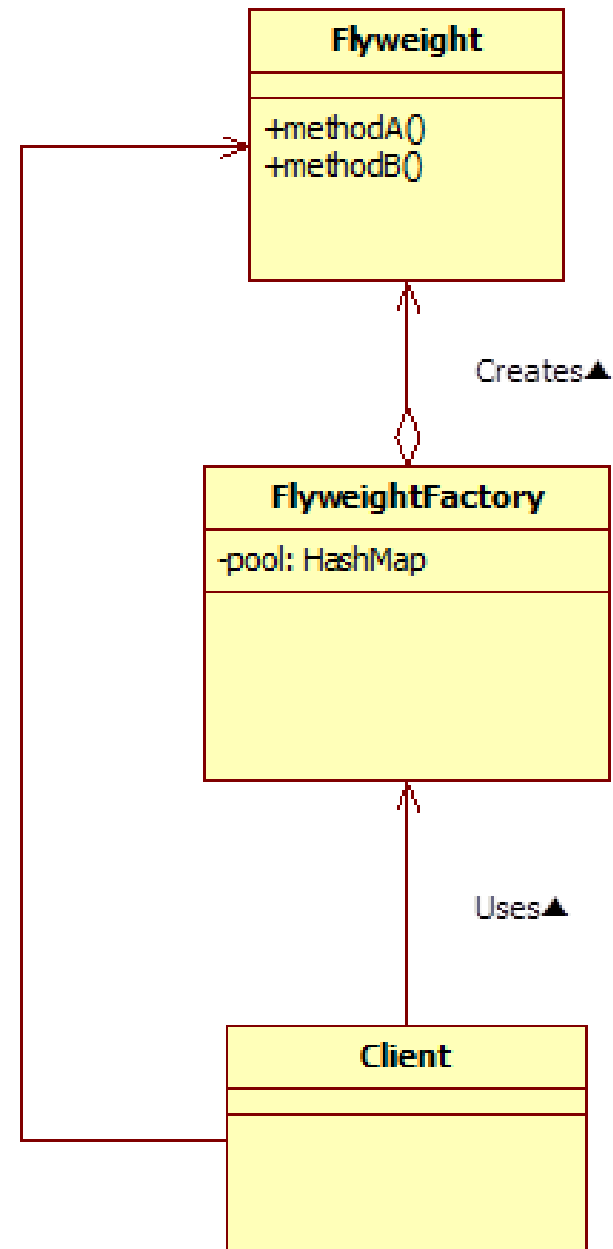 Flyweight
+methodA()
+methodB()
Creates▲
FlyweightFactory
-pool: HashMap
Uses▲
Client